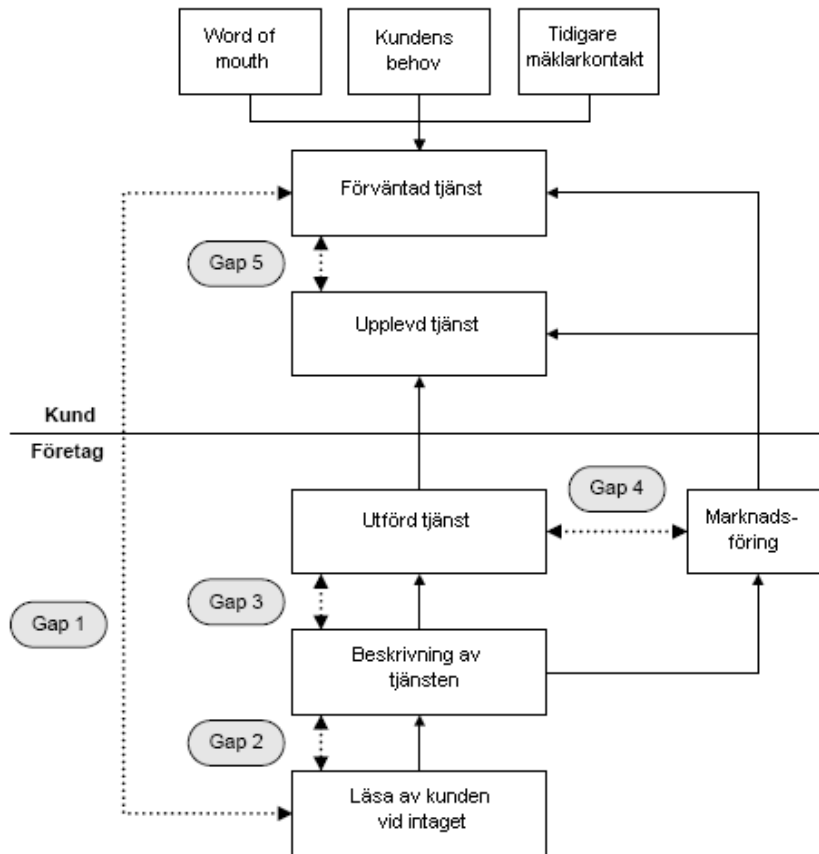 Word of
mouth
Kundens
behov
Tidigare
mäklarkontakt
Förväntad tjänst
Gap 5
Upplevd tjänst
Kund
Företag
Gap 4
Utförd tjänst
Marknads-
föring
Gap 3
Gap 1
Beskrivning av
tjänsten
Gap 2
Läsa av kunden
vid intaget